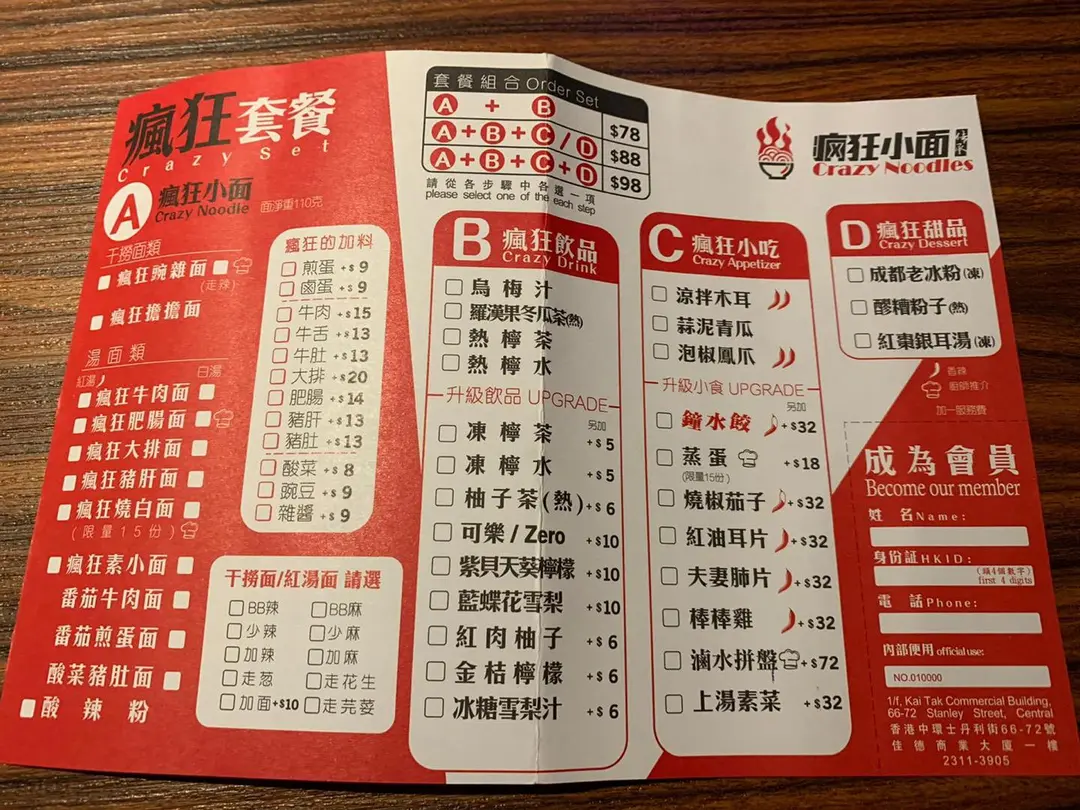 瘋狂套餐
Crazy Set
A 瘋狂小面
Crazy Noodle 面淨重110克
干撈面類
瘋狂豌雜面
(走辣)
瘋狂擔擔面
湯面類
紅湯 白湯
瘋狂牛肉面
瘋狂肥腸面
瘋狂大排面
瘋狂豬肝面
瘋狂燒白面
(限量15份)
瘋狂素小面
番茄牛肉面
番茄煎蛋面
酸菜豬肚面
酸辣粉
瘋狂的加料
煎蛋 +$9
鹵蛋 +$9
牛肉 +$15
牛舌 +$13
牛肚 +$13
大排 +$20
肥腸 +$14
豬肝 +$13
豬肚 +$13
酸菜 +$8
豌豆 +$9
雜醬 +$9
干撈面/紅湯面 請選
BB辣 BB麻
少辣 少麻
加辣 加麻
走葱 走花生
加面+$10 走芫荽
套餐組合 Order Set
A + B $78
A+B+C/D $88
A+B+C+D $98
請從各步驟中各選一項
please select one of the each step
B 瘋狂飲品
Crazy Drink
烏梅汁
羅漢果冬瓜茶(熱)
熱檸茶
熱檸水
升級飲品 UPGRADE
另加
凍檸茶 +$5
凍檸水 +$5
柚子茶(熱) +$6
可樂/Zero +$10
紫貝天葵檸檬 +$10
藍蝶花雪梨 +$10
紅肉柚子 +$6
金桔檸檬 +$6
冰糖雪梨汁 +$6
C 瘋狂小吃
Crazy Appetizer
涼拌木耳
蒜泥青瓜
泡椒鳳爪
升級小食 UPGRADE
另加
鐘水餃 +$32
蒸蛋 +$18
(限量15份)
燒椒茄子 +$32
紅油耳片 +$32
夫妻肺片 +$32
棒棒雞 +$32
滷水拼盤 +$72
上湯素菜 +$32
疯狂小面
Crazy Noodles
D 瘋狂甜品
Crazy Dessert
成都老冰粉(凍)
醪糟粉子(熱)
紅棗銀耳湯(凍)
香辣
廚師推介
加一服務費
成為會員
Become our member
姓名Name:
身份証HKID:
(頭4個數字)
first 4 digits
電話Phone:
內部使用 official use:
NO.010000
1/f, Kai Tak Commercial Building,
66-72 Stanley Street, Central
香港中環士丹利街66-72號
佳德商業大厦一樓
2311-3905